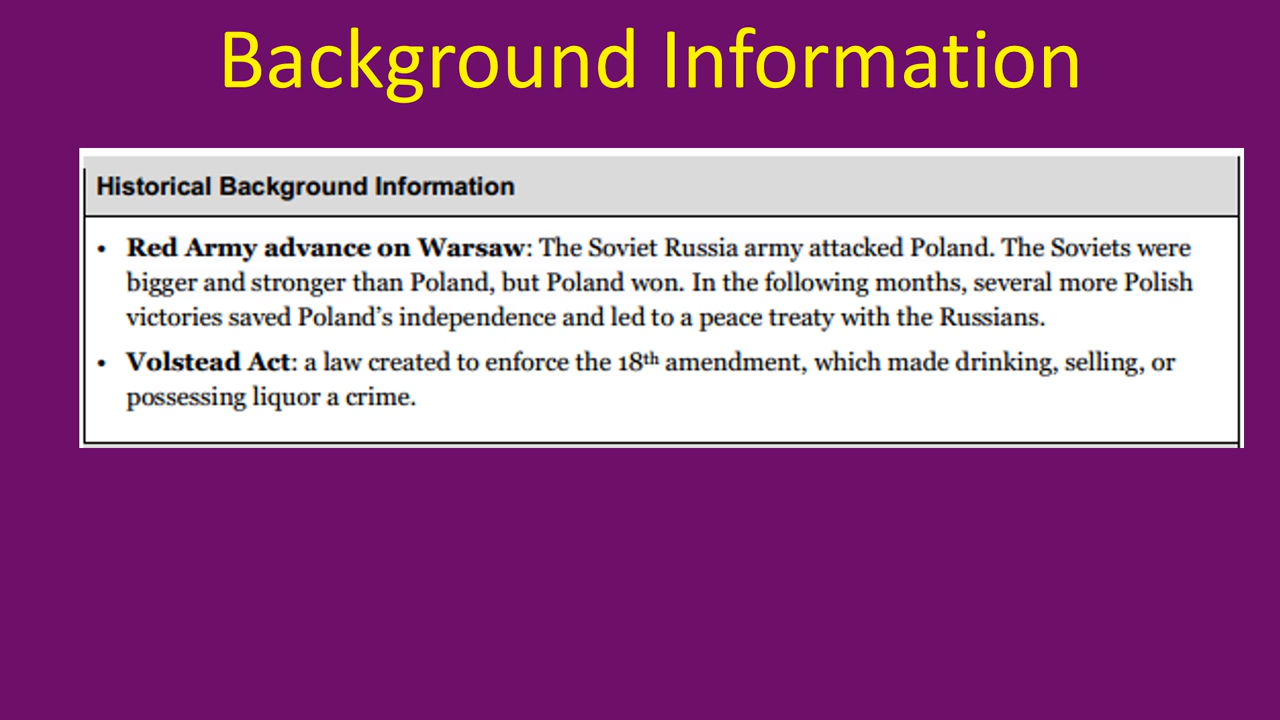 Background Information
Historical Background Information
• Red Army advance on Warsaw: The Soviet Russia army attacked Poland. The Soviets were
bigger and stronger than Poland, but Poland won. In the following months, several more Polish
victories saved Poland's independence and led to a peace treaty with the Russians.
• Volstead Act: a law created to enforce the 18th amendment, which made drinking, selling, or
possessing liquor a crime.